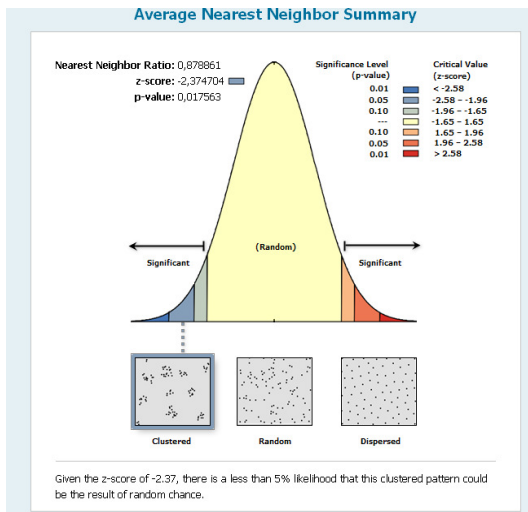 Average Nearest Neighbor Summary
Nearest Neighbor Ratio: 0,878861
z-score: -2,374704
p-value: 0,017563
Significance Level
(p-value)
Critical Value
(z-score)
0.01 < -2.58
0.05 -2.58 – -1.96
0.10 -1.96 – -1.65
--- -1.65 – 1.65
0.10 1.65 – 1.96
0.05 1.96 – 2.58
0.01 > 2.58
(Random)
Significant Significant
Clustered Random Dispersed
Given the z-score of -2.37, there is a less than 5% likelihood that this clustered pattern could
be the result of random chance.